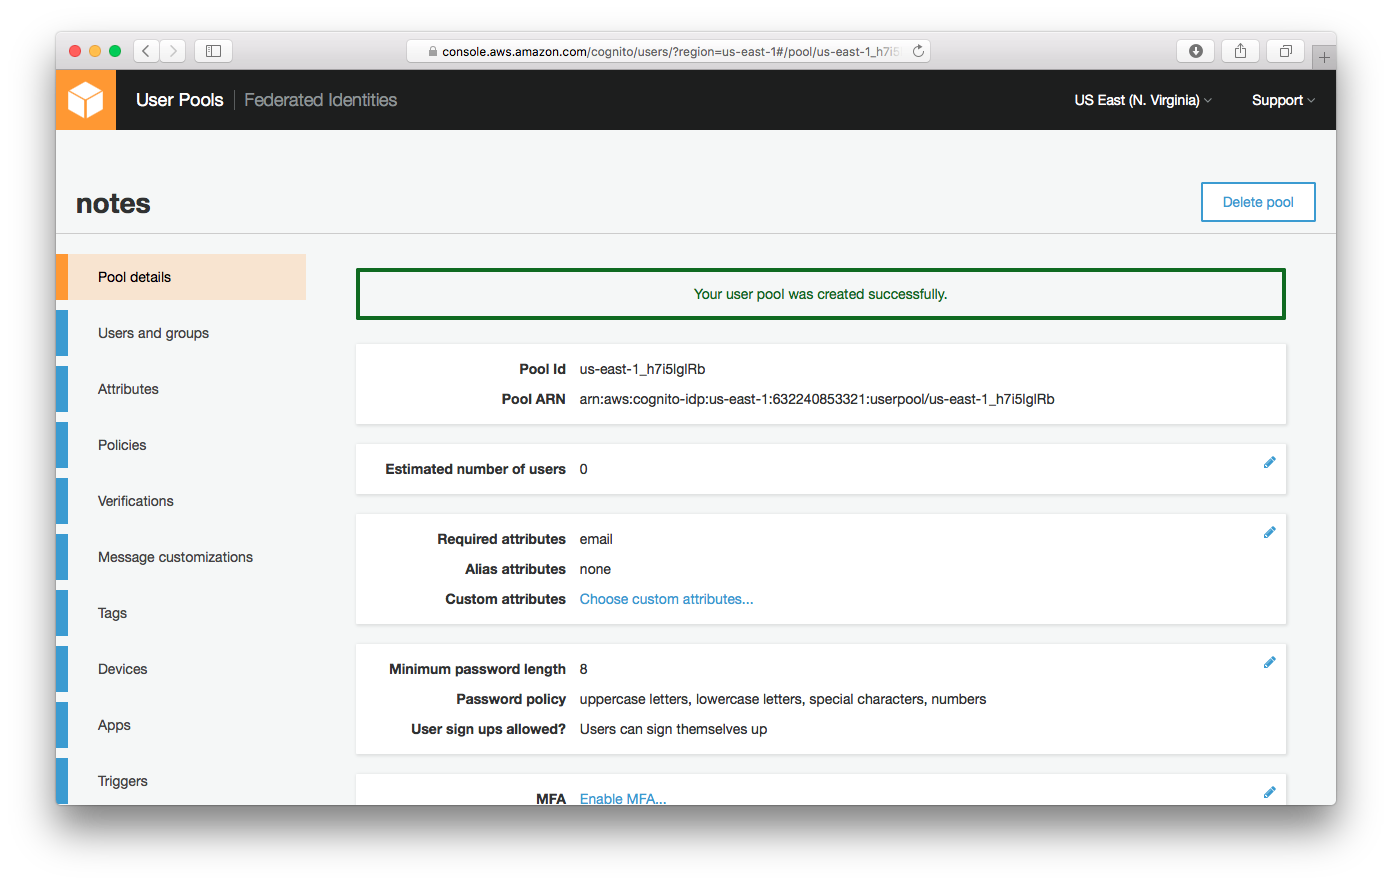 console.aws.amazon.com/cognito/users/?region=us-east-1#/pool/us-east-1_h7i5
User Pools
Federated Identities
US East (N. Virginia)
Support
notes
Delete pool
Pool details
Users and groups
Attributes
Policies
Verifications
Message customizations
Tags
Devices
Apps
Triggers
Your user pool was created successfully.
Pool Id us-east-1_h7i5lglRb
Pool ARN arn:aws:cognito-idp:us-east-1:632240853321:userpool/us-east-1_h7i5lglRb
Estimated number of users 0
Required attributes email
Alias attributes none
Custom attributes Choose custom attributes...
Minimum password length 8
Password policy uppercase letters, lowercase letters, special characters, numbers
User sign ups allowed? Users can sign themselves up
MFA Enable MFA...